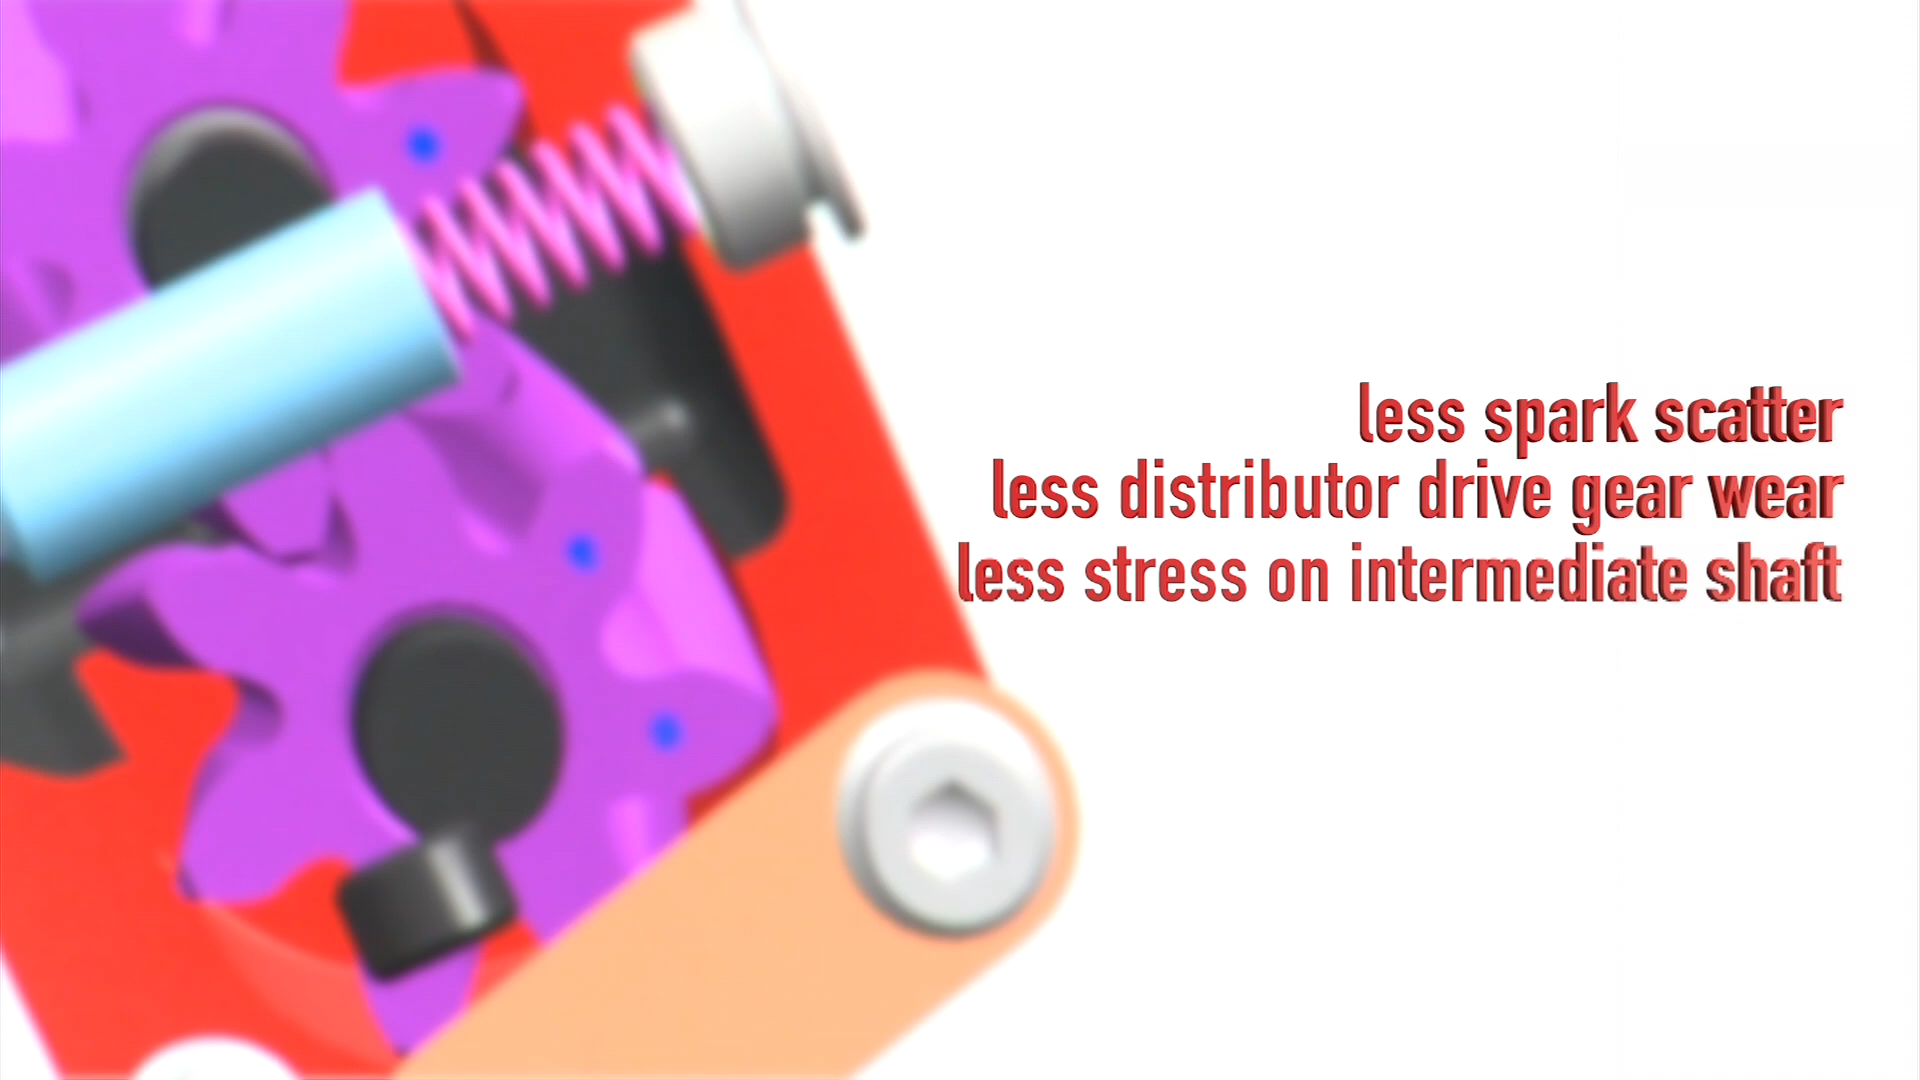 less spark scatter
less distributor drive gear wear
less stress on intermediate shaft